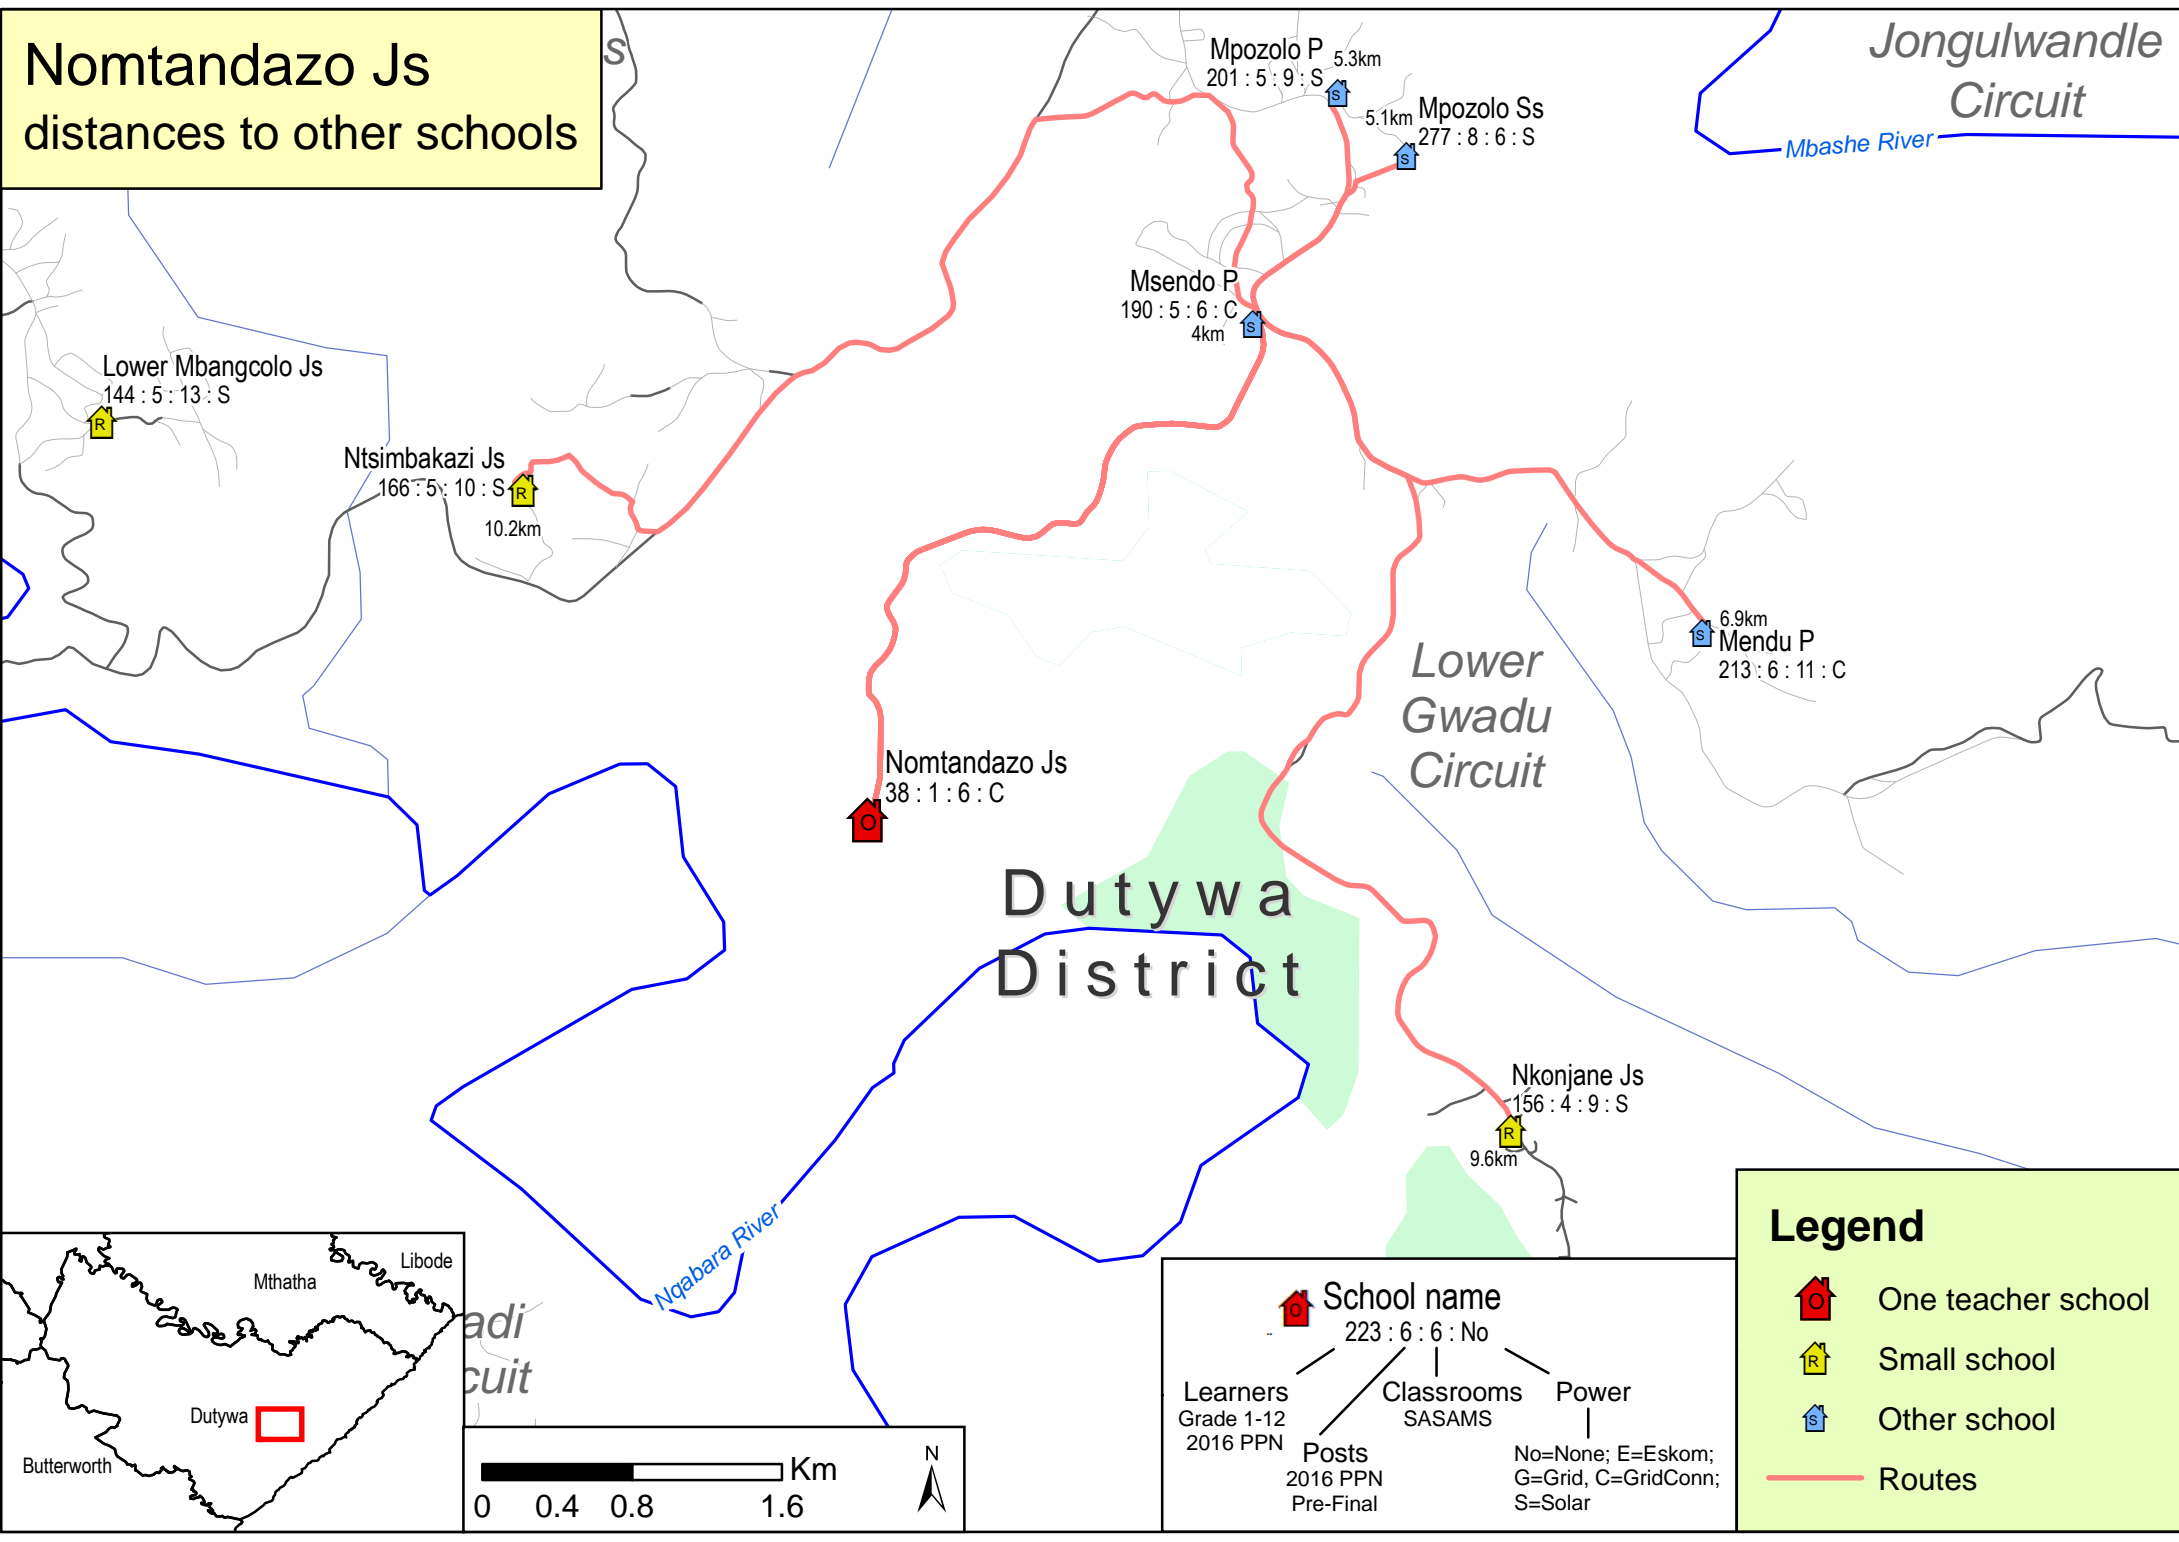 Nomtandazo Js
distances to other schools
s
Mpozolo P
5.3km
201 : 5 : 9 : S
S
5.1km
Mpozolo Ss
277 : 8 : 6 : S
S
Jongulwandle
Circuit
Mbashe River
Msendo P
190 : 5 : 6 : C
4km
S
Lower Mbangcolo Js
144 : 5 : 13 : S
R
Ntsimbakazi Js
166 : 5 : 10 : S
R
10.2km
6.9km
S
Mendu P
213 : 6 : 11 : C
Lower
Gwadu
Circuit
Nomtandazo Js
38 : 1 : 6 : C
O
Dutywa
District
Nkonjane Js
156 : 4 : 9 : S
R
9.6km
Nqabara River
adi
cuit
Libode
Mthatha
Dutywa
Butterworth
Km
0 0.4 0.8 1.6
N
O
School name
223 : 6 : 6 : No
Learners
Grade 1-12
2016 PPN
Posts
2016 PPN
Pre-Final
Classrooms
SASAMS
Power
No=None; E=Eskom;
G=Grid, C=GridConn;
S=Solar
Legend
O One teacher school
R Small school
S Other school
Routes